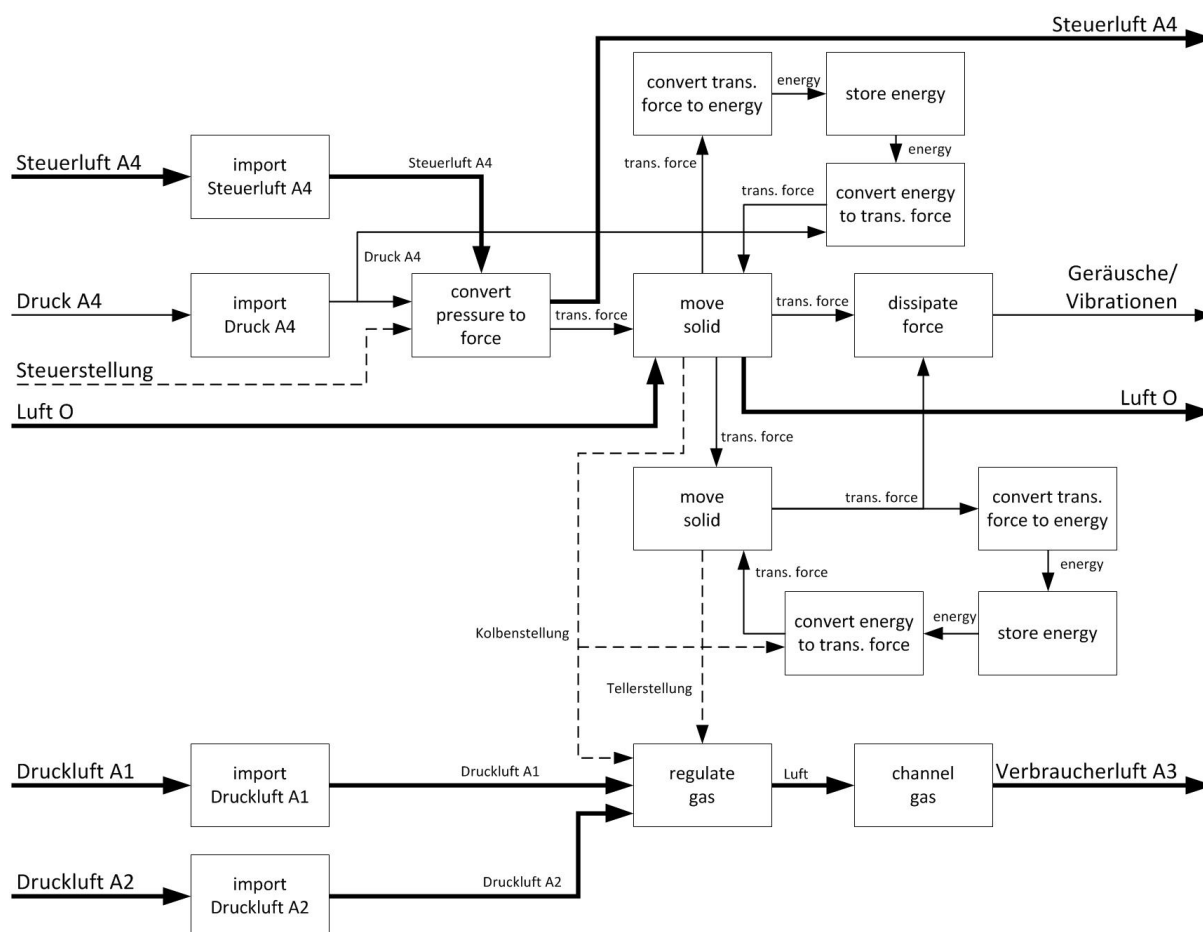 Steuerluft A4
convert trans.
force to energy
energy
store energy
Steuerluft A4
import
Steuerluft A4
Steuerluft A4
trans. force
energy
trans. force
convert energy
to trans. force
Druck A4
Druck A4
import
Druck A4
convert
pressure to
force
trans. force
move
solid
trans. force
dissipate
force
Geräusche/
Vibrationen
Steuerstellung
Luft O
Luft O
trans. force
move
solid
trans. force
convert trans.
force to energy
energy
trans. force
Kolbenstellung
convert energy
to trans. force
energy
store energy
Tellerstellung
Druckluft A1
import
Druckluft A1
Druckluft A1
regulate
gas
Luft
channel
gas
Verbraucherluft A3
Druckluft A2
import
Druckluft A2
Druckluft A2